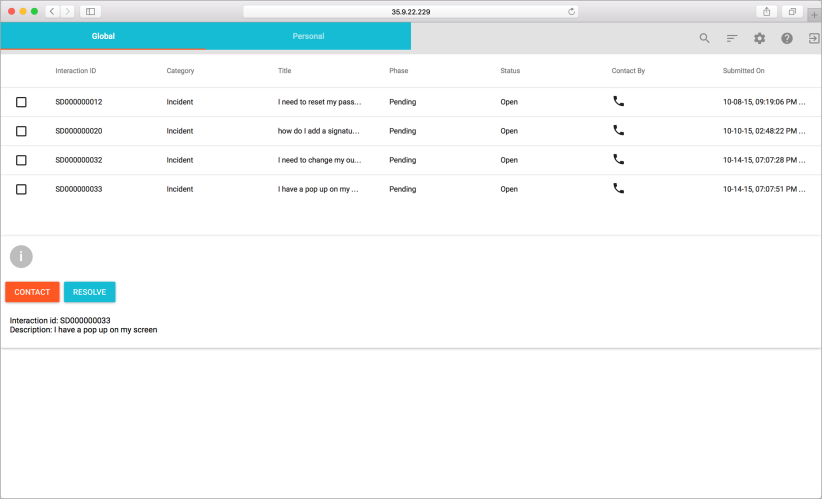 35.9.22.229
Global Personal
Interaction ID Category Title Phase Status Contact By Submitted On
SD000000012 Incident I need to reset my pass... Pending Open 10-08-15, 09:19:06 PM ...
SD000000020 Incident how do I add a signatu... Pending Open 10-10-15, 02:48:22 PM ...
SD000000032 Incident I need to change my ou... Pending Open 10-14-15, 07:07:28 PM ...
SD000000033 Incident I have a pop up on my ... Pending Open 10-14-15, 07:07:51 PM ...
CONTACT RESOLVE
Interaction id: SD000000033
Description: I have a pop up on my screen